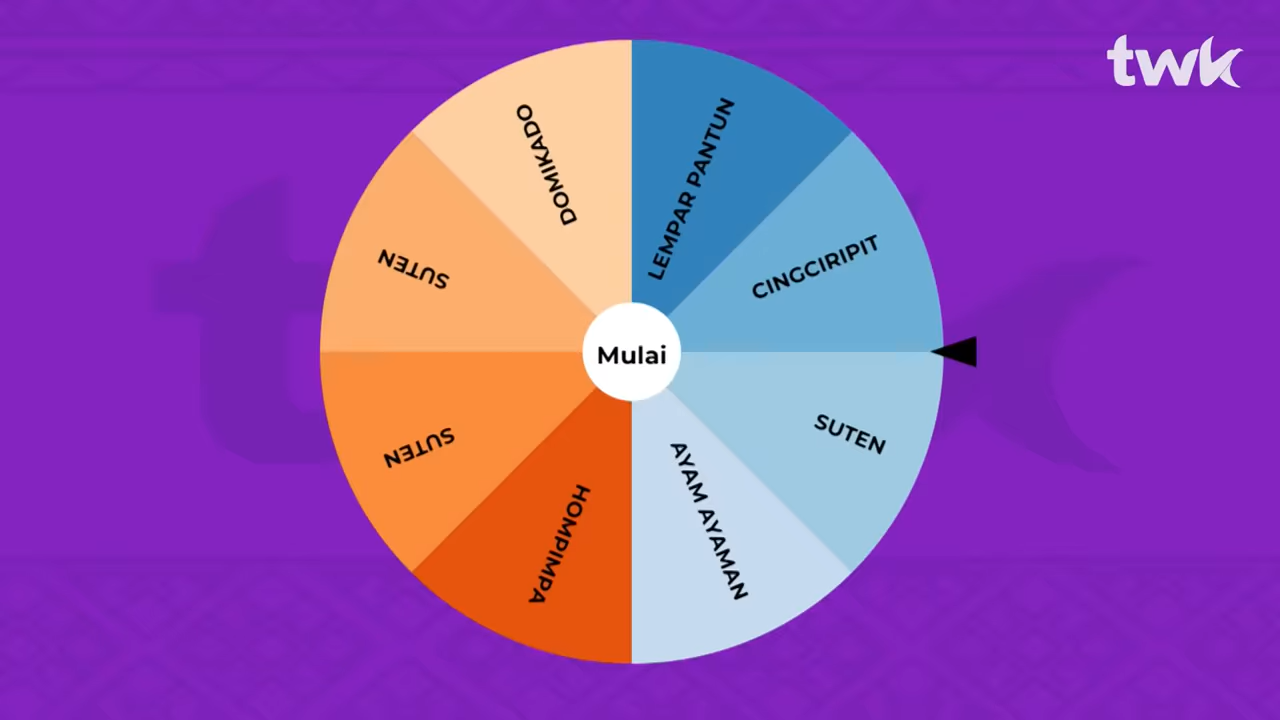 twk
DOMIKADO
LEMPAR PANTUN
SUTEN
CINGCIRIPIT
Mulai
SUTEN
SUTEN
HOMPIMPA
AYAM AYAMAN